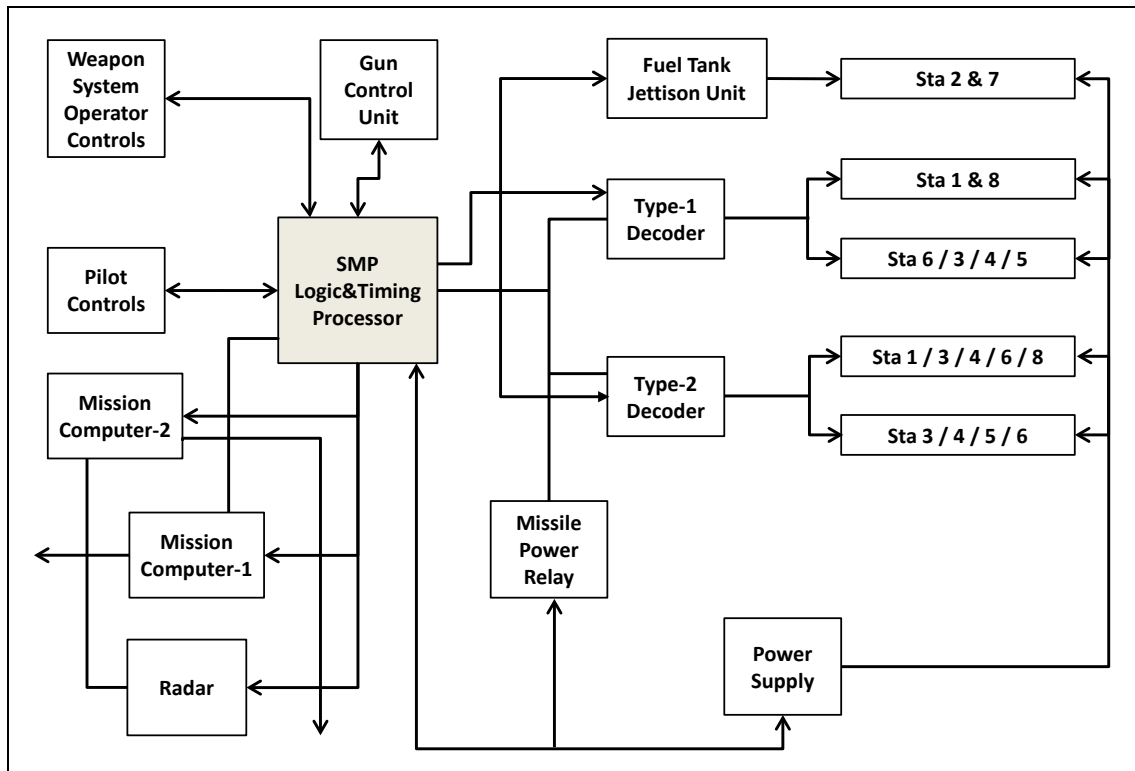 Weapon
System
Operator
Controls
Gun
Control
Unit
Fuel Tank
Jettison Unit
Sta 2 & 7
Sta 1 & 8
Type-1
Decoder
Sta 6 / 3 / 4 / 5
Pilot
Controls
SMP
Logic&Timing
Processor
Sta 1 / 3 / 4 / 6 / 8
Type-2
Decoder
Sta 3 / 4 / 5 / 6
Mission
Computer-2
Mission
Computer-1
Missile
Power
Relay
Radar
Power
Supply